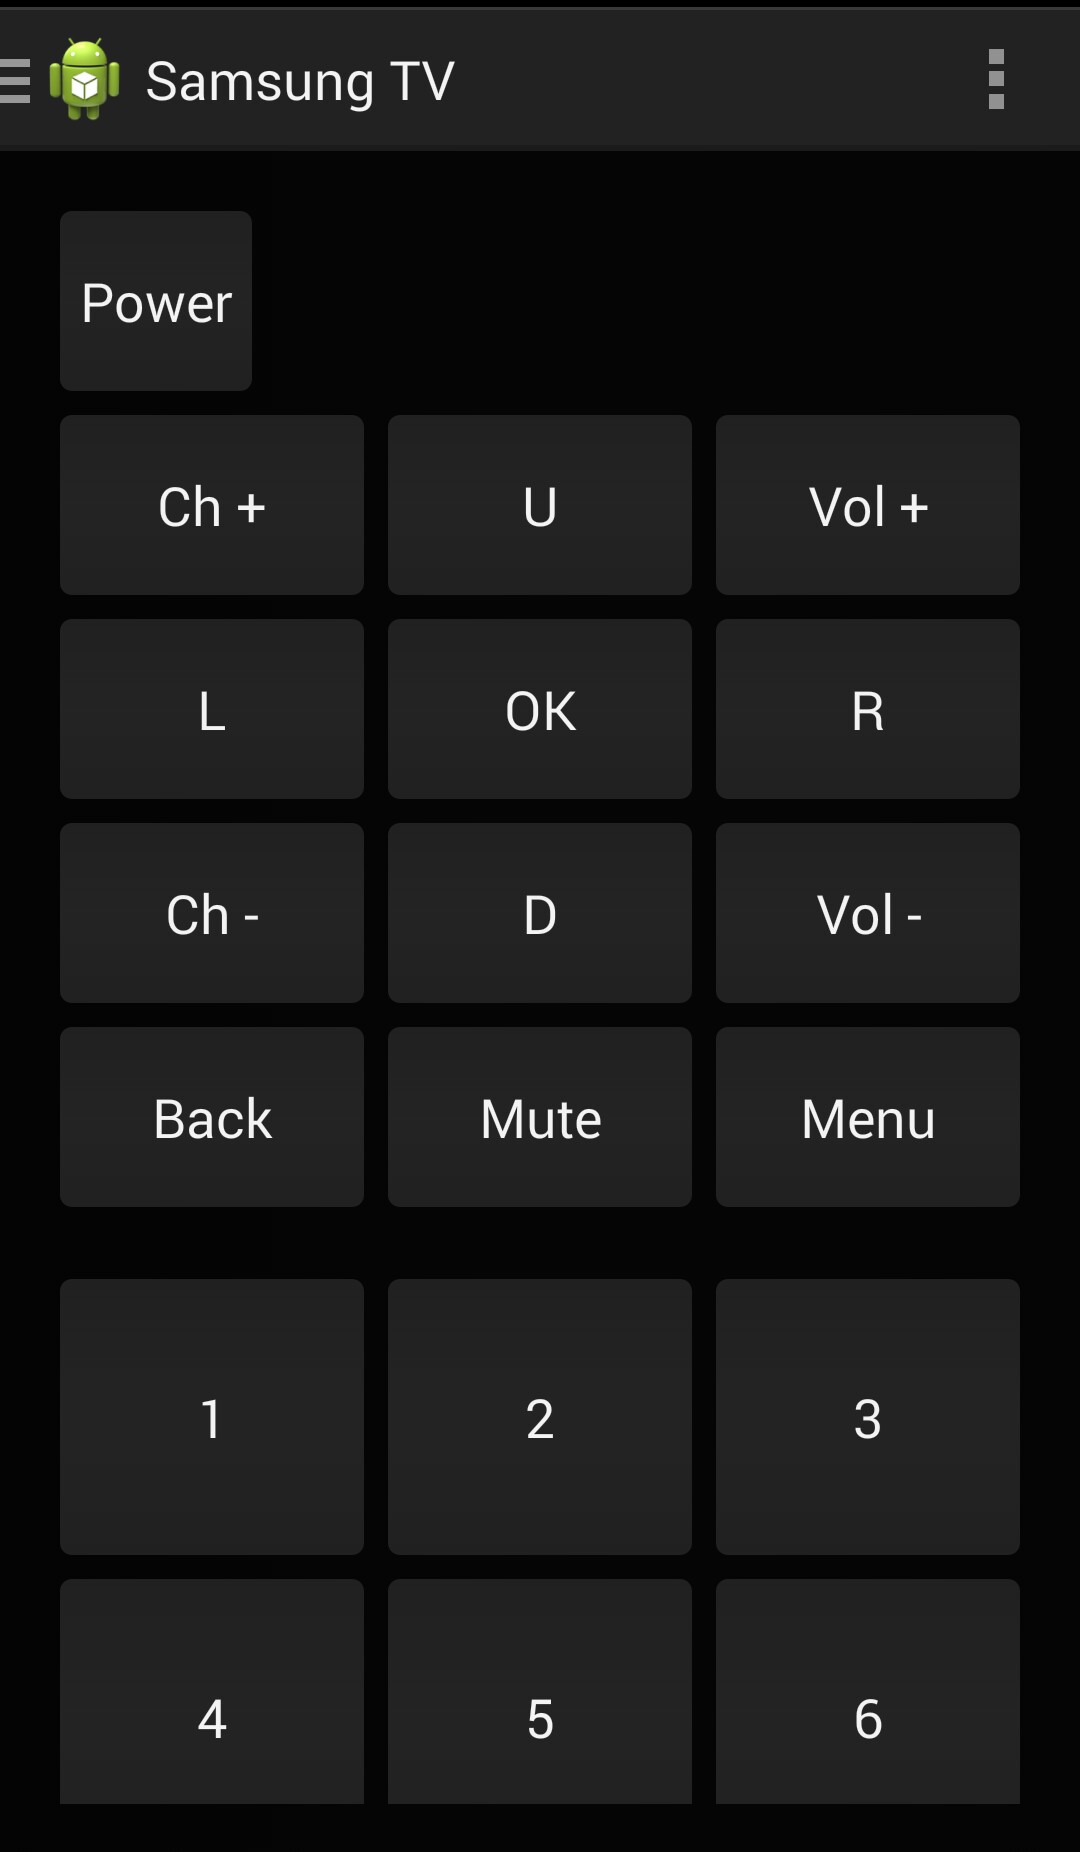 Samsung TV
Power
Ch + U Vol +
L OK R
Ch - D Vol -
Back Mute Menu
1 2 3
4 5 6